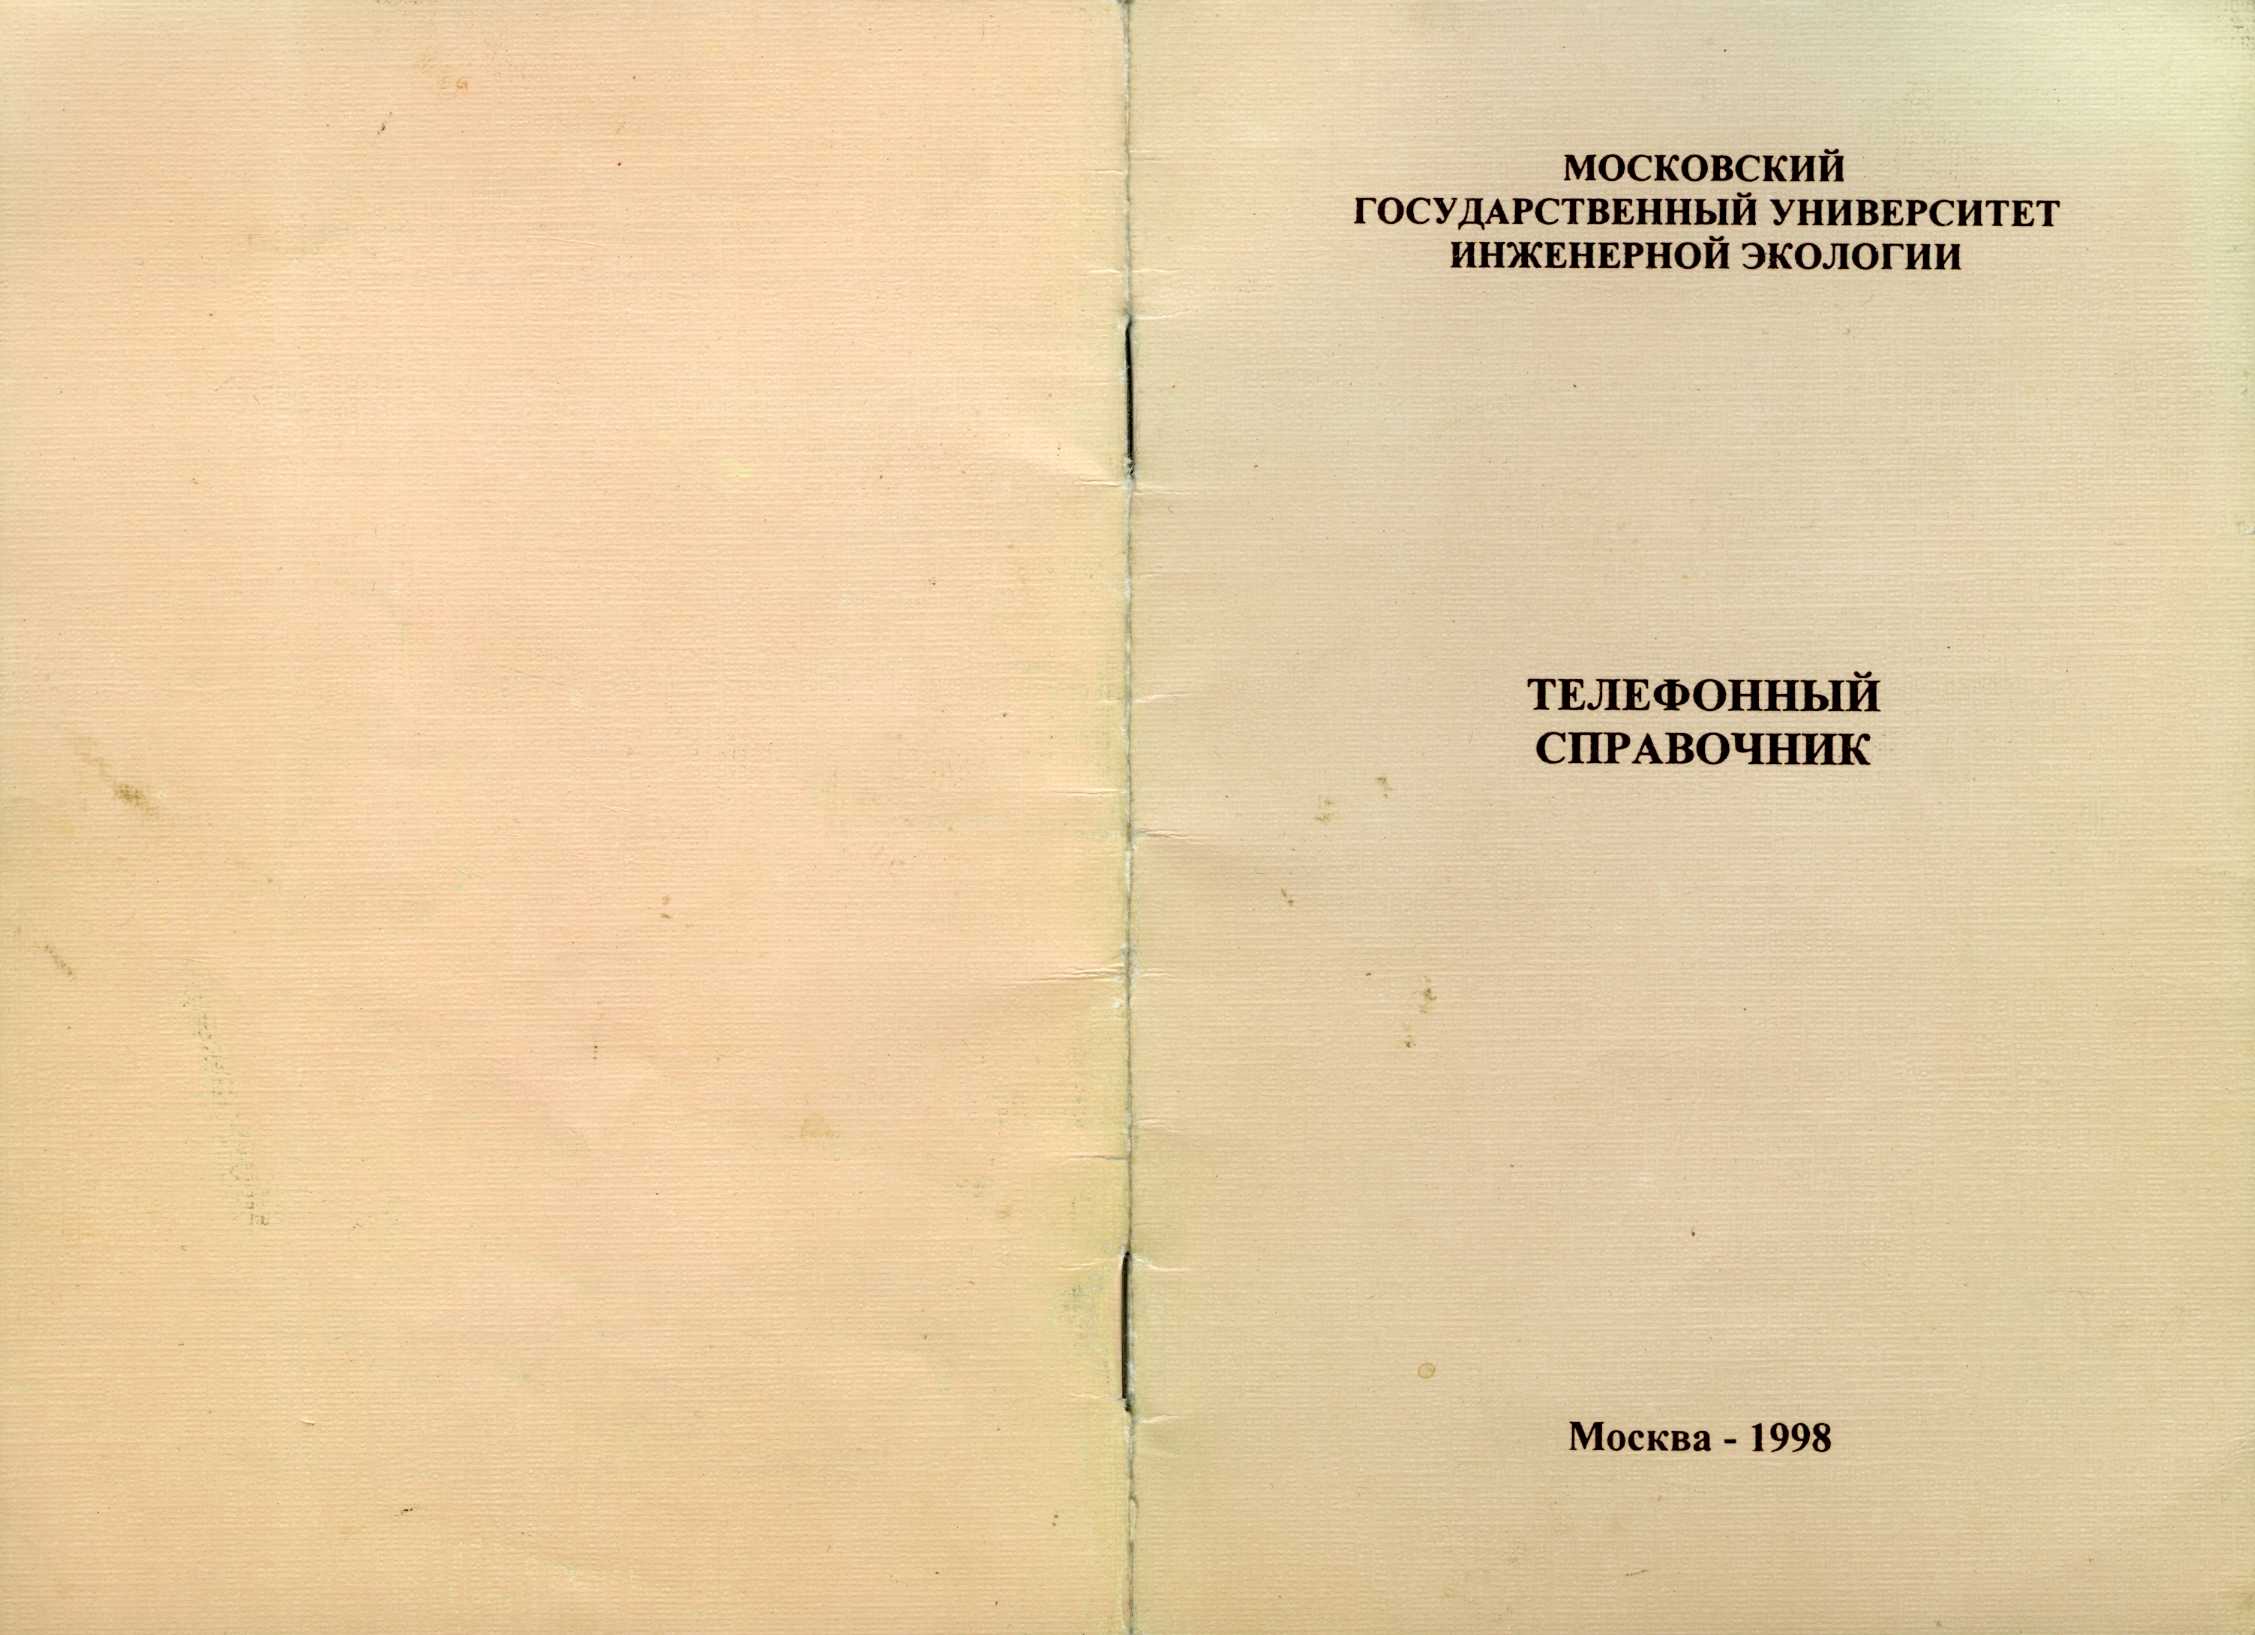 МОСКОВСКИЙ
ГОСУДАРСТВЕННЫЙ УНИВЕРСИТЕТ
ИНЖЕНЕРНОЙ ЭКОЛОГИИ
ТЕЛЕФОННЫЙ
СПРАВОЧНИК
Москва - 1998